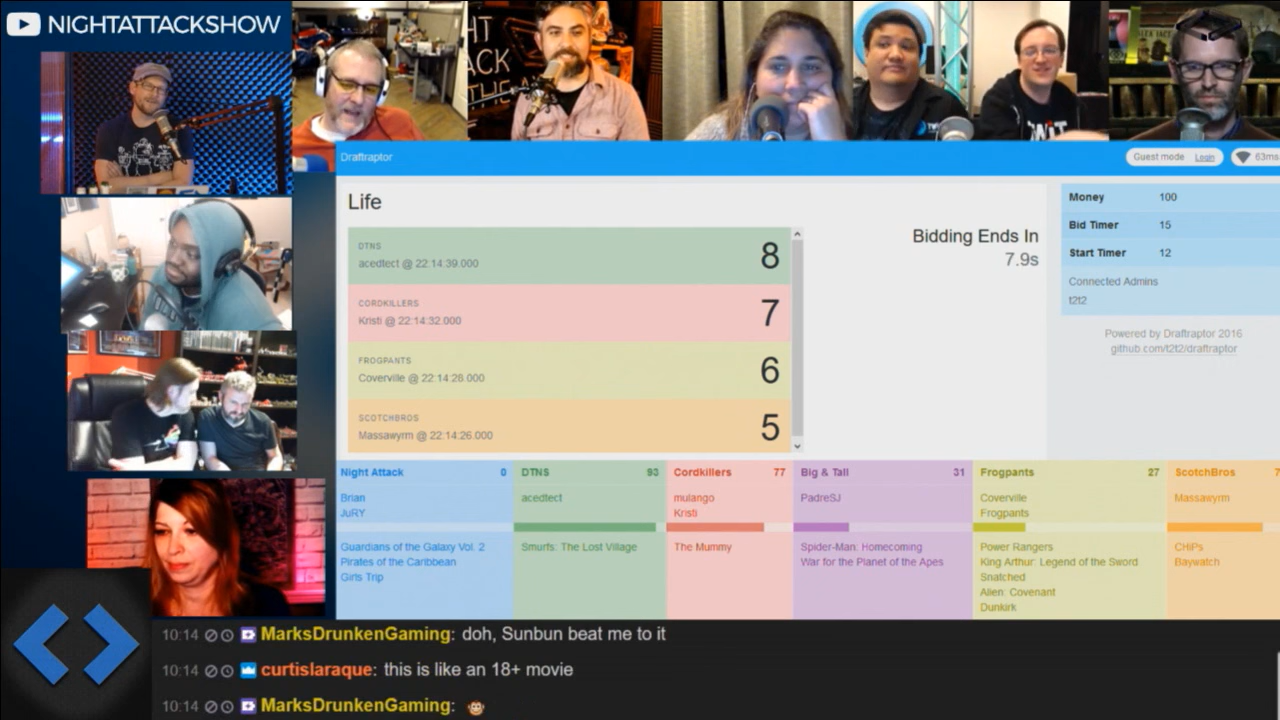 NIGHTATTACKSHOW
Draftraptor
Guest mode Login
63ms
Life
DTNS
acedtect @ 22:14:39.000
8
CORDKILLERS
Kristi @ 22:14:32.000
7
FROGPANTS
Coverville @ 22:14:28.000
6
SCOTCHBROS
Massawyrm @ 22:14:26.000
5
Bidding Ends In
7.9s
Money 100
Bid Timer 15
Start Timer 12
Connected Admins
t2t2
Powered by Draftraptor 2016
github.com/t2t2/draftraptor
Night Attack 0
Brian
JuRY
Guardians of the Galaxy Vol. 2
Pirates of the Caribbean
Girls Trip
DTNS 93
acedtect
Smurfs: The Lost Village
Cordkillers 77
mulango
Kristi
The Mummy
Big & Tall 31
PadreSJ
Spider-Man: Homecoming
War for the Planet of the Apes
Frogpants 27
Coverville
Frogpants
Power Rangers
King Arthur: Legend of the Sword
Snatched
Alien: Covenant
Dunkirk
ScotchBros 7
Massawyrm
CHiPs
Baywatch
10:14 MarksDrunkenGaming: doh, Sunbun beat me to it
10:14 curtislaraque: this is like an 18+ movie
10:14 MarksDrunkenGaming: 🐵